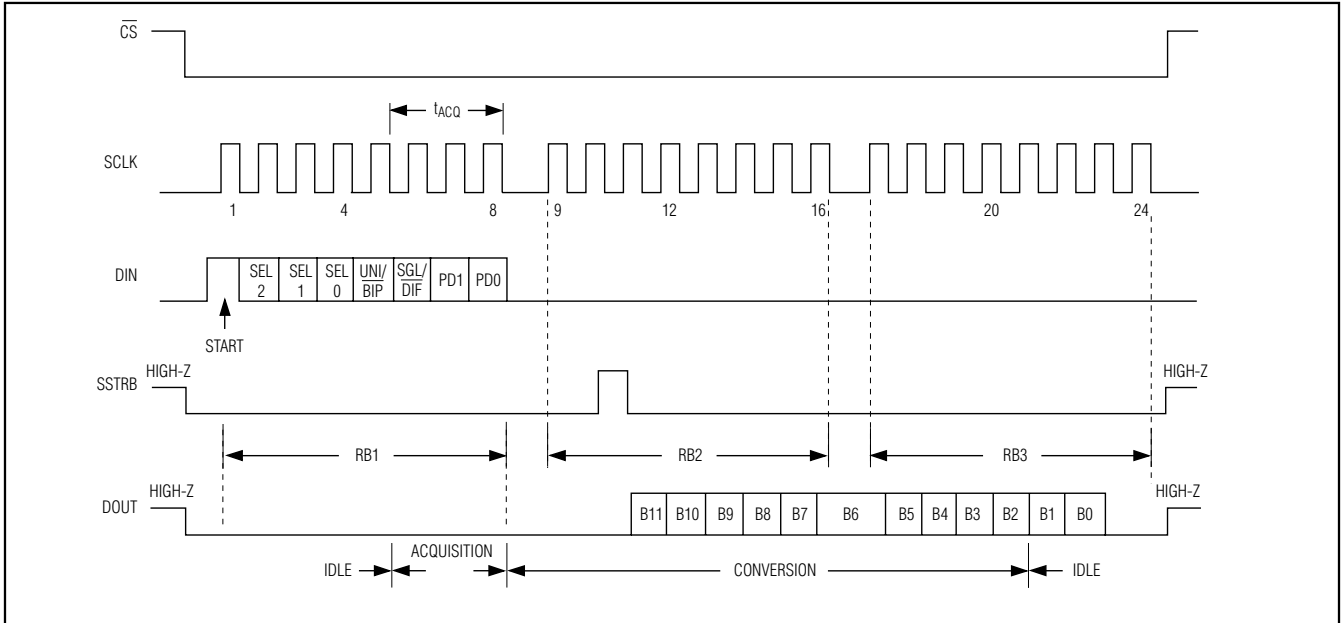 CS
tACQ
SCLK
1 4 8 9 12 16 20 24
DIN
SEL 2 SEL 1 SEL 0 UNI/ BIP SGL/ DIF PD1 PD0
START
HIGH-Z HIGH-Z
SSTRB
RB1 RB2 RB3
HIGH-Z HIGH-Z
DOUT
B11 B10 B9 B8 B7 B6 B5 B4 B3 B2 B1 B0
ACQUISITION
IDLE CONVERSION IDLE